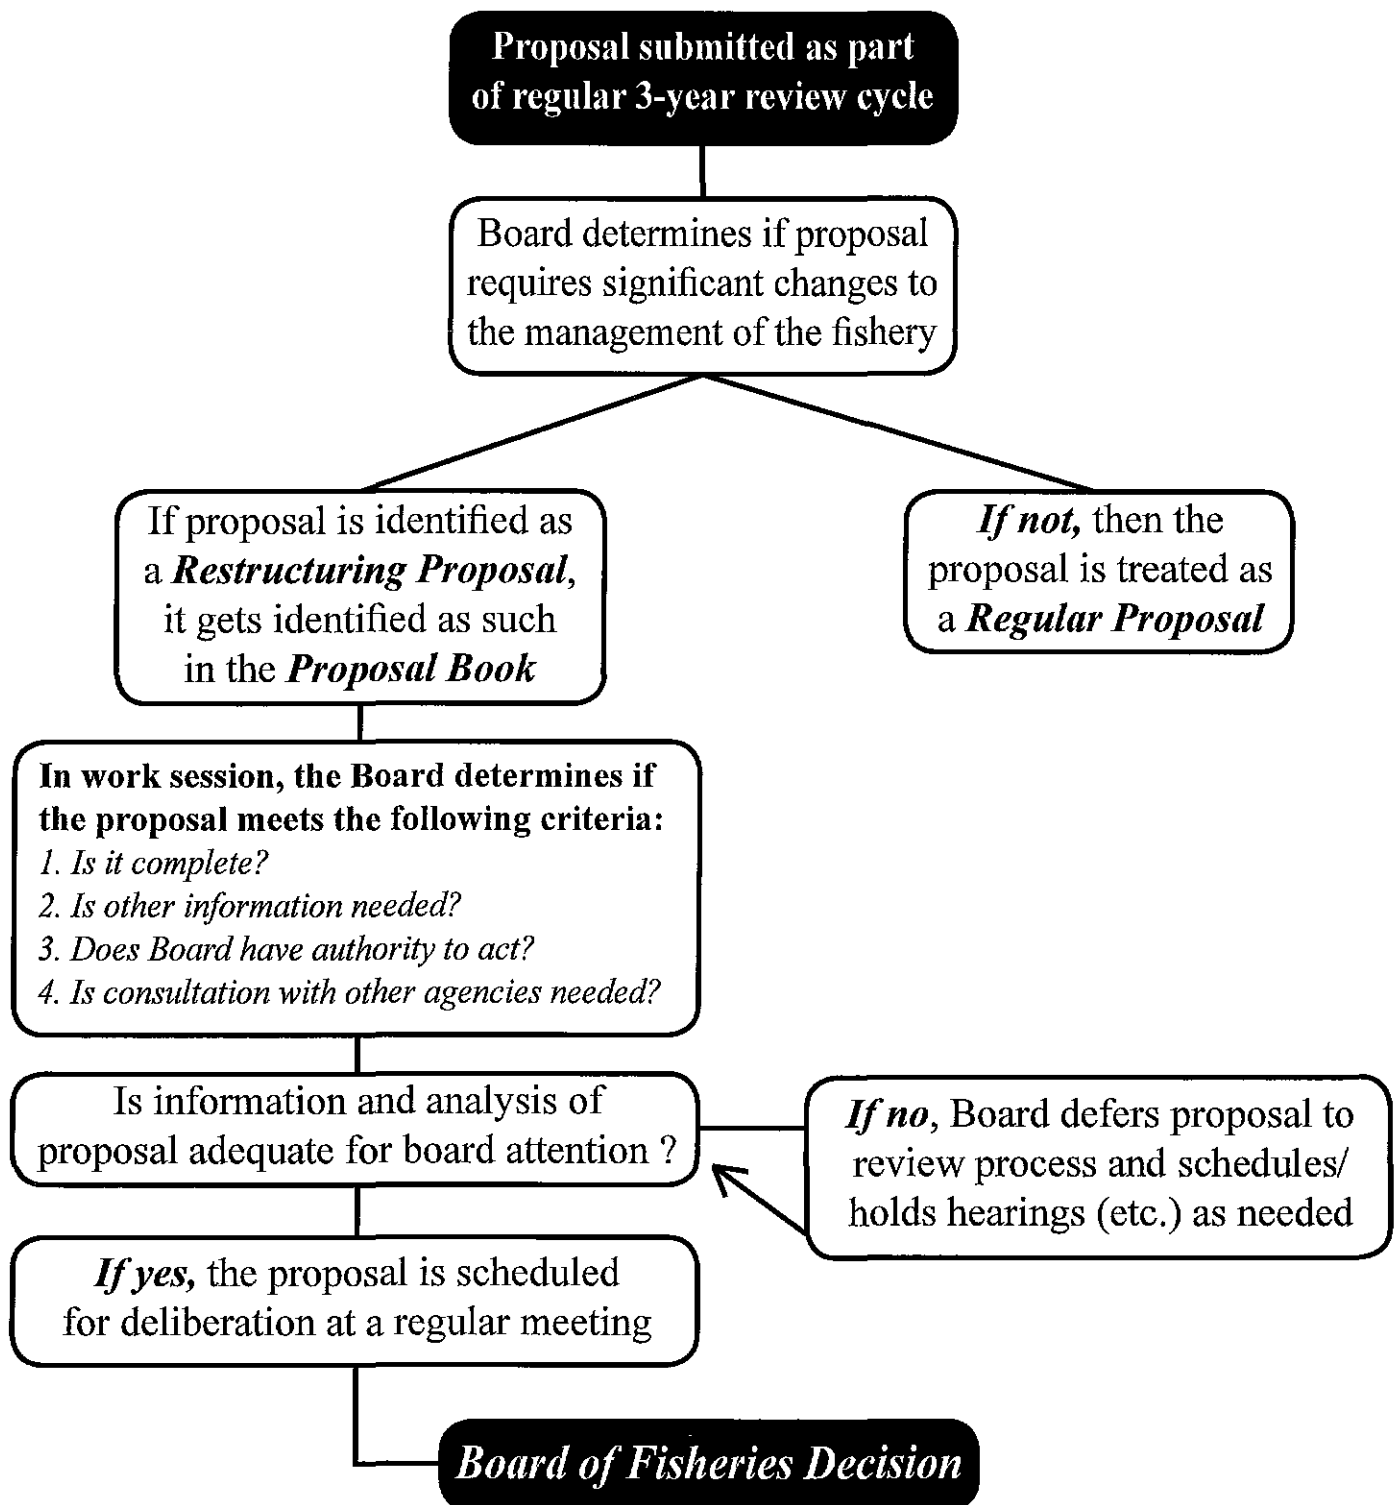 Proposal submitted as part
of regular 3-year review cycle
Board determines if proposal
requires significant changes to
the management of the fishery
If proposal is identified as
a Restructuring Proposal,
it gets identified as such
in the Proposal Book
If not, then the
proposal is treated as
a Regular Proposal
In work session, the Board determines if
the proposal meets the following criteria:
1. Is it complete?
2. Is other information needed?
3. Does Board have authority to act?
4. Is consultation with other agencies needed?
Is information and analysis of
proposal adequate for board attention ?
If no, Board defers proposal to
review process and schedules/
holds hearings (etc.) as needed
If yes, the proposal is scheduled
for deliberation at a regular meeting
Board of Fisheries Decision